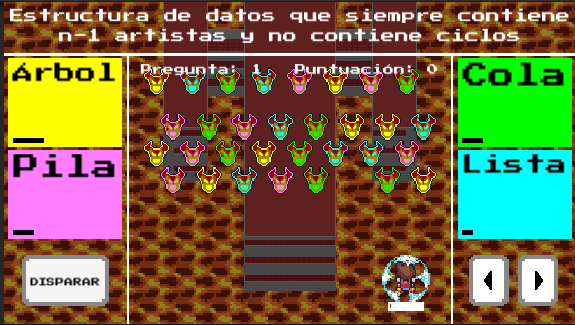 Estructura de datos que siempre contiene
n-1 artistas y no contiene ciclos
Pregunta: 1 Puntuación: 0
Árbol
Cola
Pila
Lista
DISPARAR